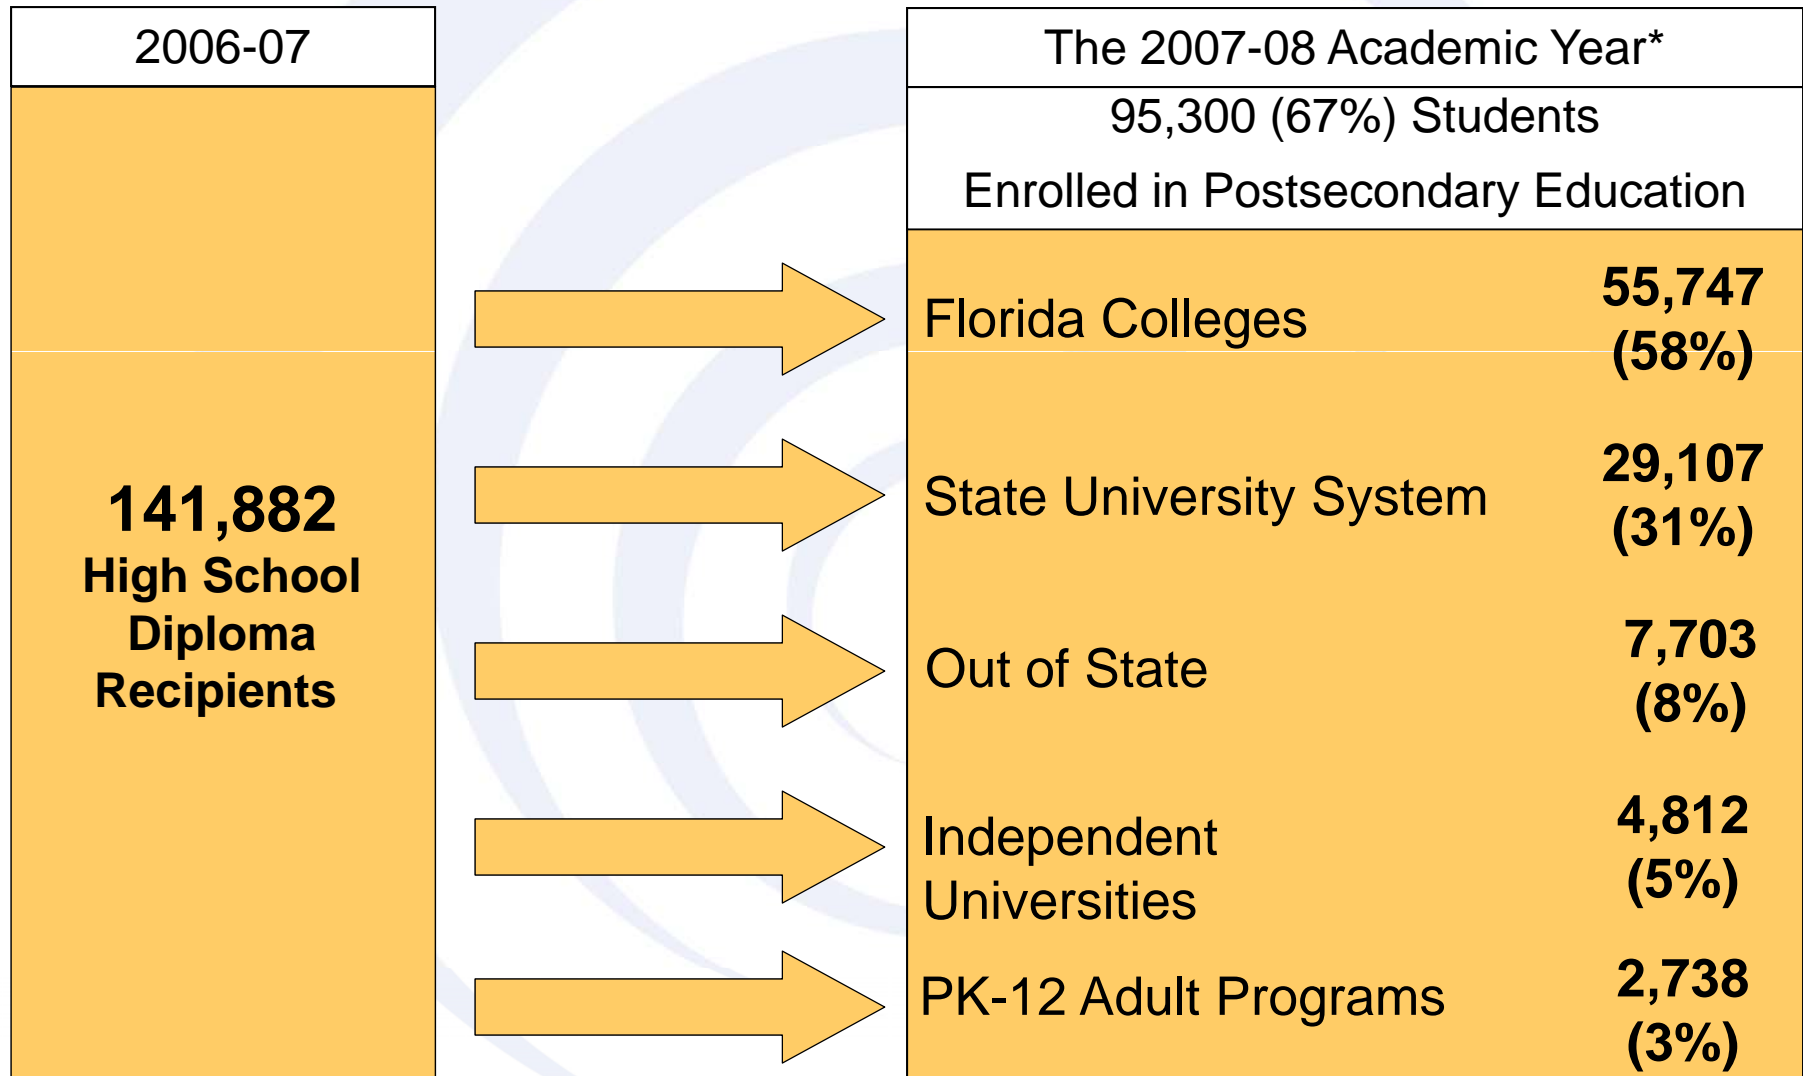 2006-07
141,882
High School
Diploma
Recipients
The 2007-08 Academic Year*
95,300 (67%) Students
Enrolled in Postsecondary Education
Florida Colleges
55,747
(58%)
State University System
29,107
(31%)
Out of State
7,703
(8%)
Independent
Universities
4,812
(5%)
PK-12 Adult Programs
2,738
(3%)